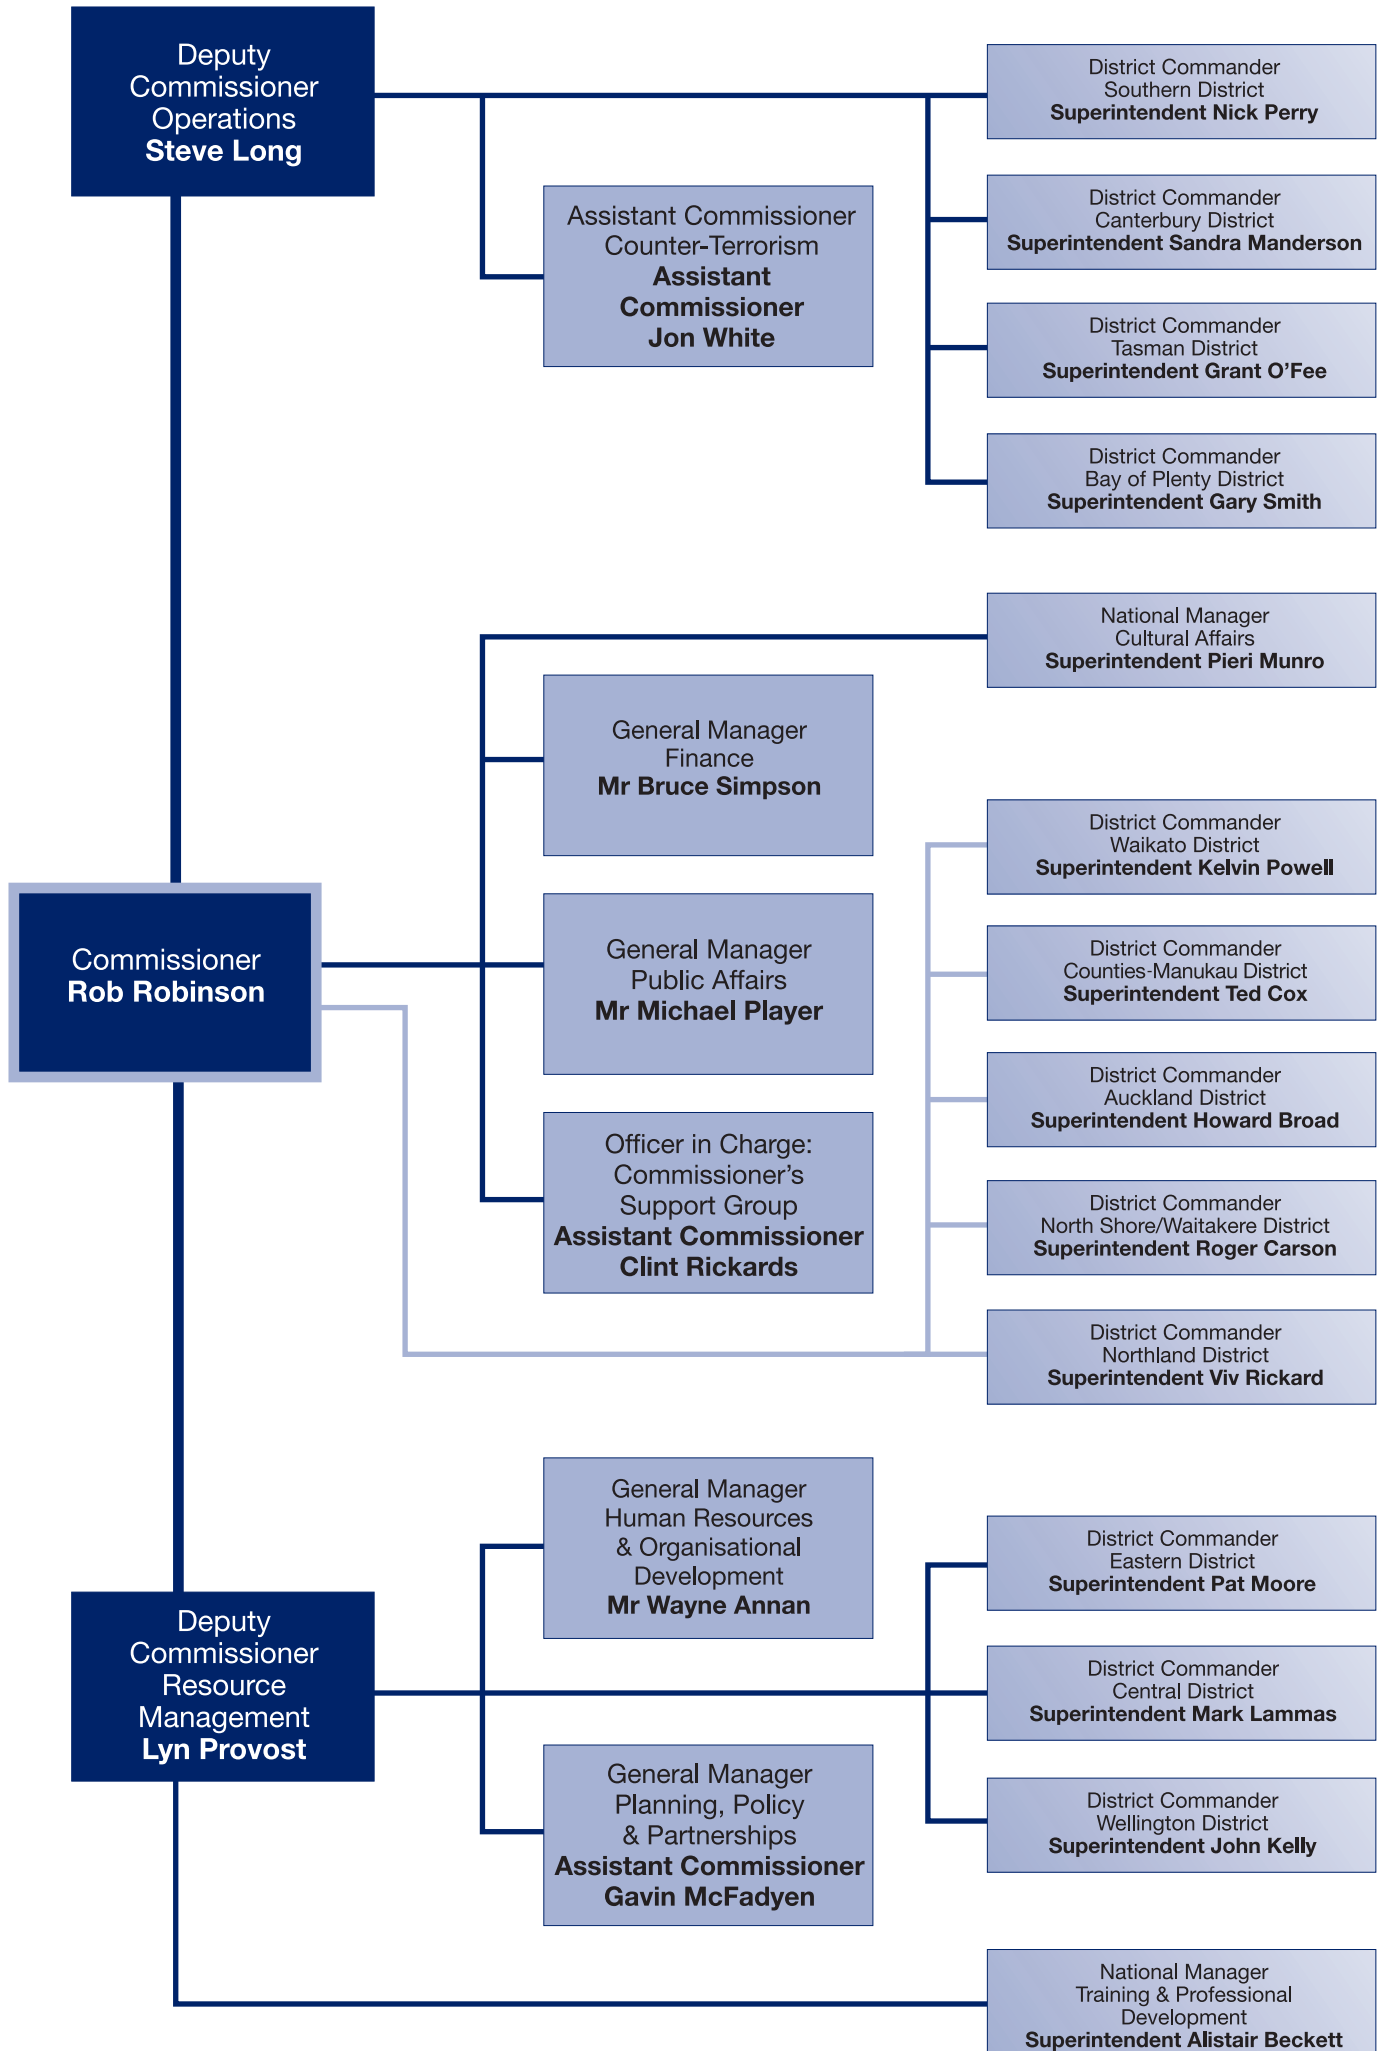 Deputy
Commissioner
Operations
Steve Long
District Commander
Southern District
Superintendent Nick Perry
Assistant Commissioner
Counter-Terrorism
Assistant
Commissioner
Jon White
District Commander
Canterbury District
Superintendent Sandra Manderson
District Commander
Tasman District
Superintendent Grant O’Fee
District Commander
Bay of Plenty District
Superintendent Gary Smith
National Manager
Cultural Affairs
Superintendent Pieri Munro
General Manager
Finance
Mr Bruce Simpson
District Commander
Waikato District
Superintendent Kelvin Powell
Commissioner
Rob Robinson
General Manager
Public Affairs
Mr Michael Player
District Commander
Counties-Manukau District
Superintendent Ted Cox
District Commander
Auckland District
Superintendent Howard Broad
Officer in Charge:
Commissioner’s
Support Group
Assistant Commissioner
Clint Rickards
District Commander
North Shore/Waitakere District
Superintendent Roger Carson
District Commander
Northland District
Superintendent Viv Rickard
General Manager
Human Resources
& Organisational
Development
Mr Wayne Annan
District Commander
Eastern District
Superintendent Pat Moore
Deputy
Commissioner
Resource
Management
Lyn Provost
District Commander
Central District
Superintendent Mark Lammas
General Manager
Planning, Policy
& Partnerships
Assistant Commissioner
Gavin McFadyen
District Commander
Wellington District
Superintendent John Kelly
National Manager
Training & Professional
Development
Superintendent Alistair Beckett